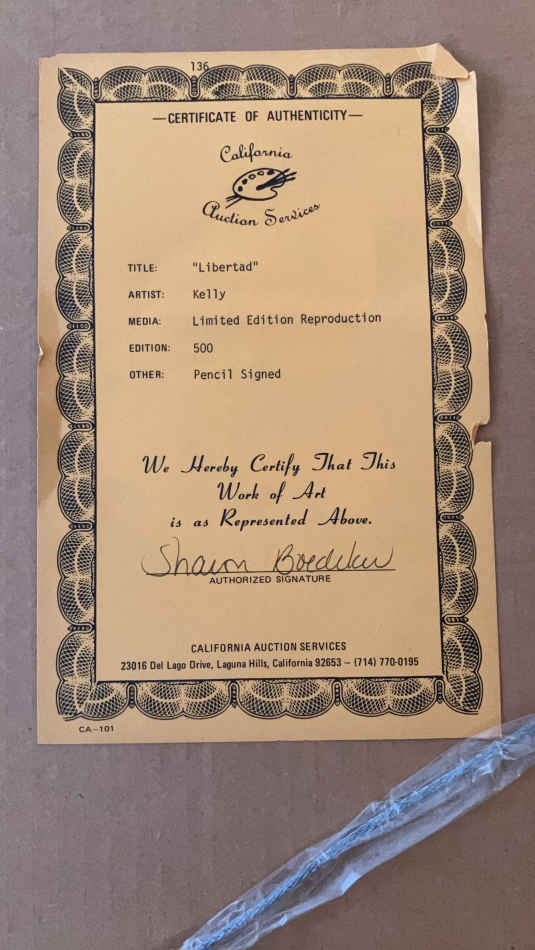 136
—CERTIFICATE OF AUTHENTICITY—
California
Auction Services
TITLE: "Libertad"
ARTIST: Kelly
MEDIA: Limited Edition Reproduction
EDITION: 500
OTHER: Pencil Signed
We Hereby Certify That This
Work of Art
is as Represented Above.
Sharon Boedeker
AUTHORIZED SIGNATURE
CALIFORNIA AUCTION SERVICES
23016 Del Lago Drive, Laguna Hills, California 92653 – (714) 770-0195
CA-101